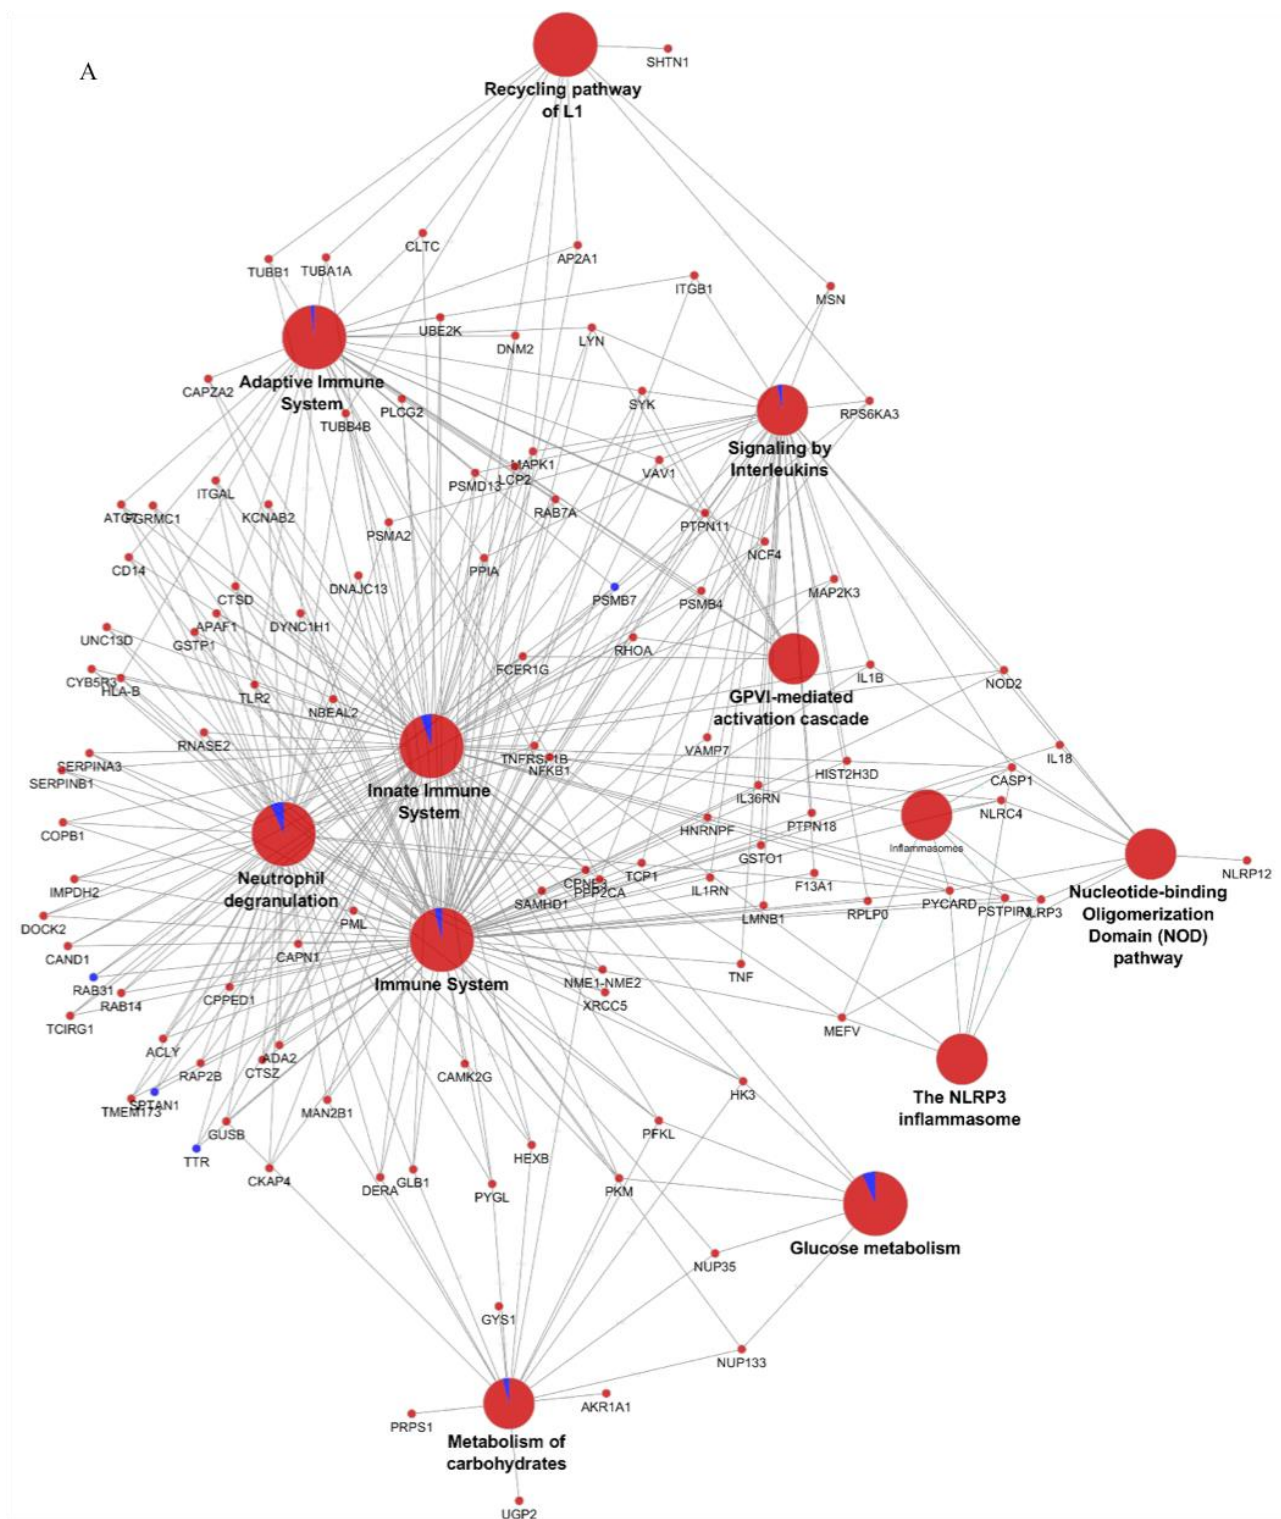 SHTN1
A
Recycling pathway
of L1
CLTC
AP2A1
TUBB1
TUBA1A
ITGB1
MSN
UBE2K
DNM2
LYN
Adaptive Immune
System
CAPZA2
PLCG2
SYK
RPS6KA3
TUBB4B
Signaling by
Interleukins
MAPK1
LCP2
VAV1
PSMD13
ITGAL
RAB7A
KCNAB2
PGRMC1
PSMA2
PTPN11
NCF4
CD14
DNAJC13
PPIA
MAP2K3
CTSD
PSMB7
PSMB4
APAF1
DYNC1H1
UNC13D
GSTP1
RHOA
FCER1G
IL1B
NOD2
CYB5R3
HLA-B
TLR2
NBEAL2
GPVI-mediated
activation cascade
RNASE2
VAMP7
IL18
SERPINA3
NFKB1
HIST2H3D
CASP1
SERPINB1
Innate Immune
System
IL36RN
NLRC4
HNRNPF
PTPN18
COPB1
Inflammasomes
GSTO1
NLRP12
Neutrophil
degranulation
IMPDH2
TCP1
CPNE3
PPP2CA
IL1RN
F13A1
Nucleotide-binding
Oligomerization
Domain (NOD)
pathway
SAMHD1
LMNB1
RPLP0
PYCARD
PSTPIP1
NLRP3
DOCK2
PML
CAND1
CAPN1
Immune System
NME1-NME2
TNF
RAB31
RAB14
CPPED1
XRCC5
TCIRG1
MEFV
ACLY
ADA2
RAP2B
CTSZ
CAMK2G
HK3
The NLRP3
inflammasome
TMEM173
SPTAN1
MAN2B1
GUSB
PFKL
TTR
HEXB
CKAP4
DERA
GLB1
PYGL
PKM
Glucose metabolism
NUP35
GYS1
NUP133
PRPS1
AKR1A1
Metabolism of
carbohydrates
UGP2